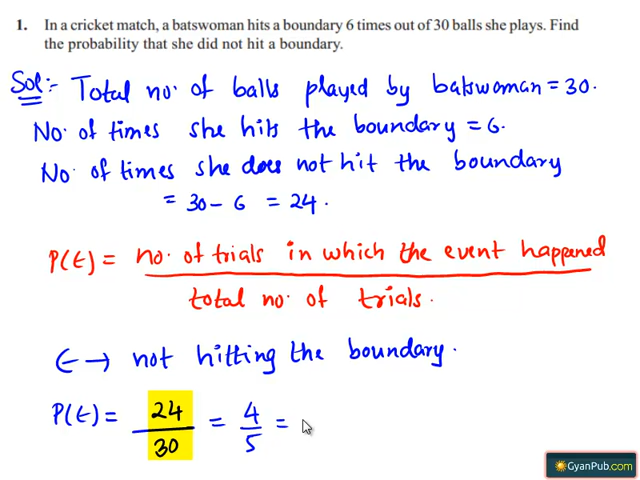 1. In a cricket match, a batswoman hits a boundary 6 times out of 30 balls she plays. Find
the probability that she did not hit a boundary.
Sol:- Total no. of balls played by batswoman = 30.
No. of times she hits the boundary = 6.
No. of times she does not hit the boundary
= 30 - 6 = 24.
P(E) = no. of trials in which the event happened
total no. of trials.
E → not hitting the boundary.
P(E) = 24/30 = 4/5 =
GyanPub.com